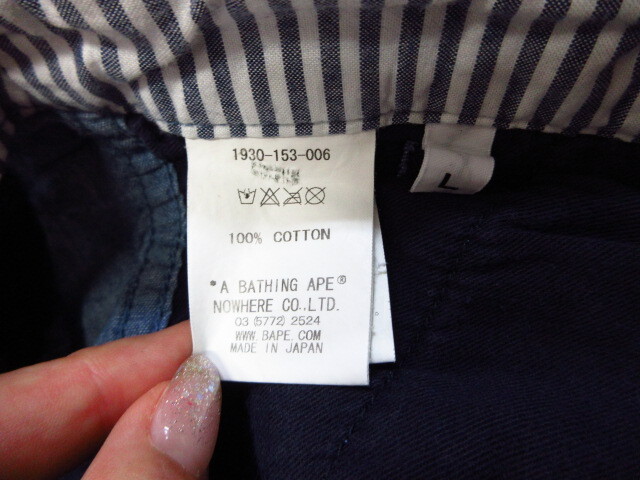 1930-153-006
100% COTTON
"A BATHING APE®
NOWHERE CO.,LTD.
03 (5772) 2524
WWW.BAPE.COM
MADE IN JAPAN
L